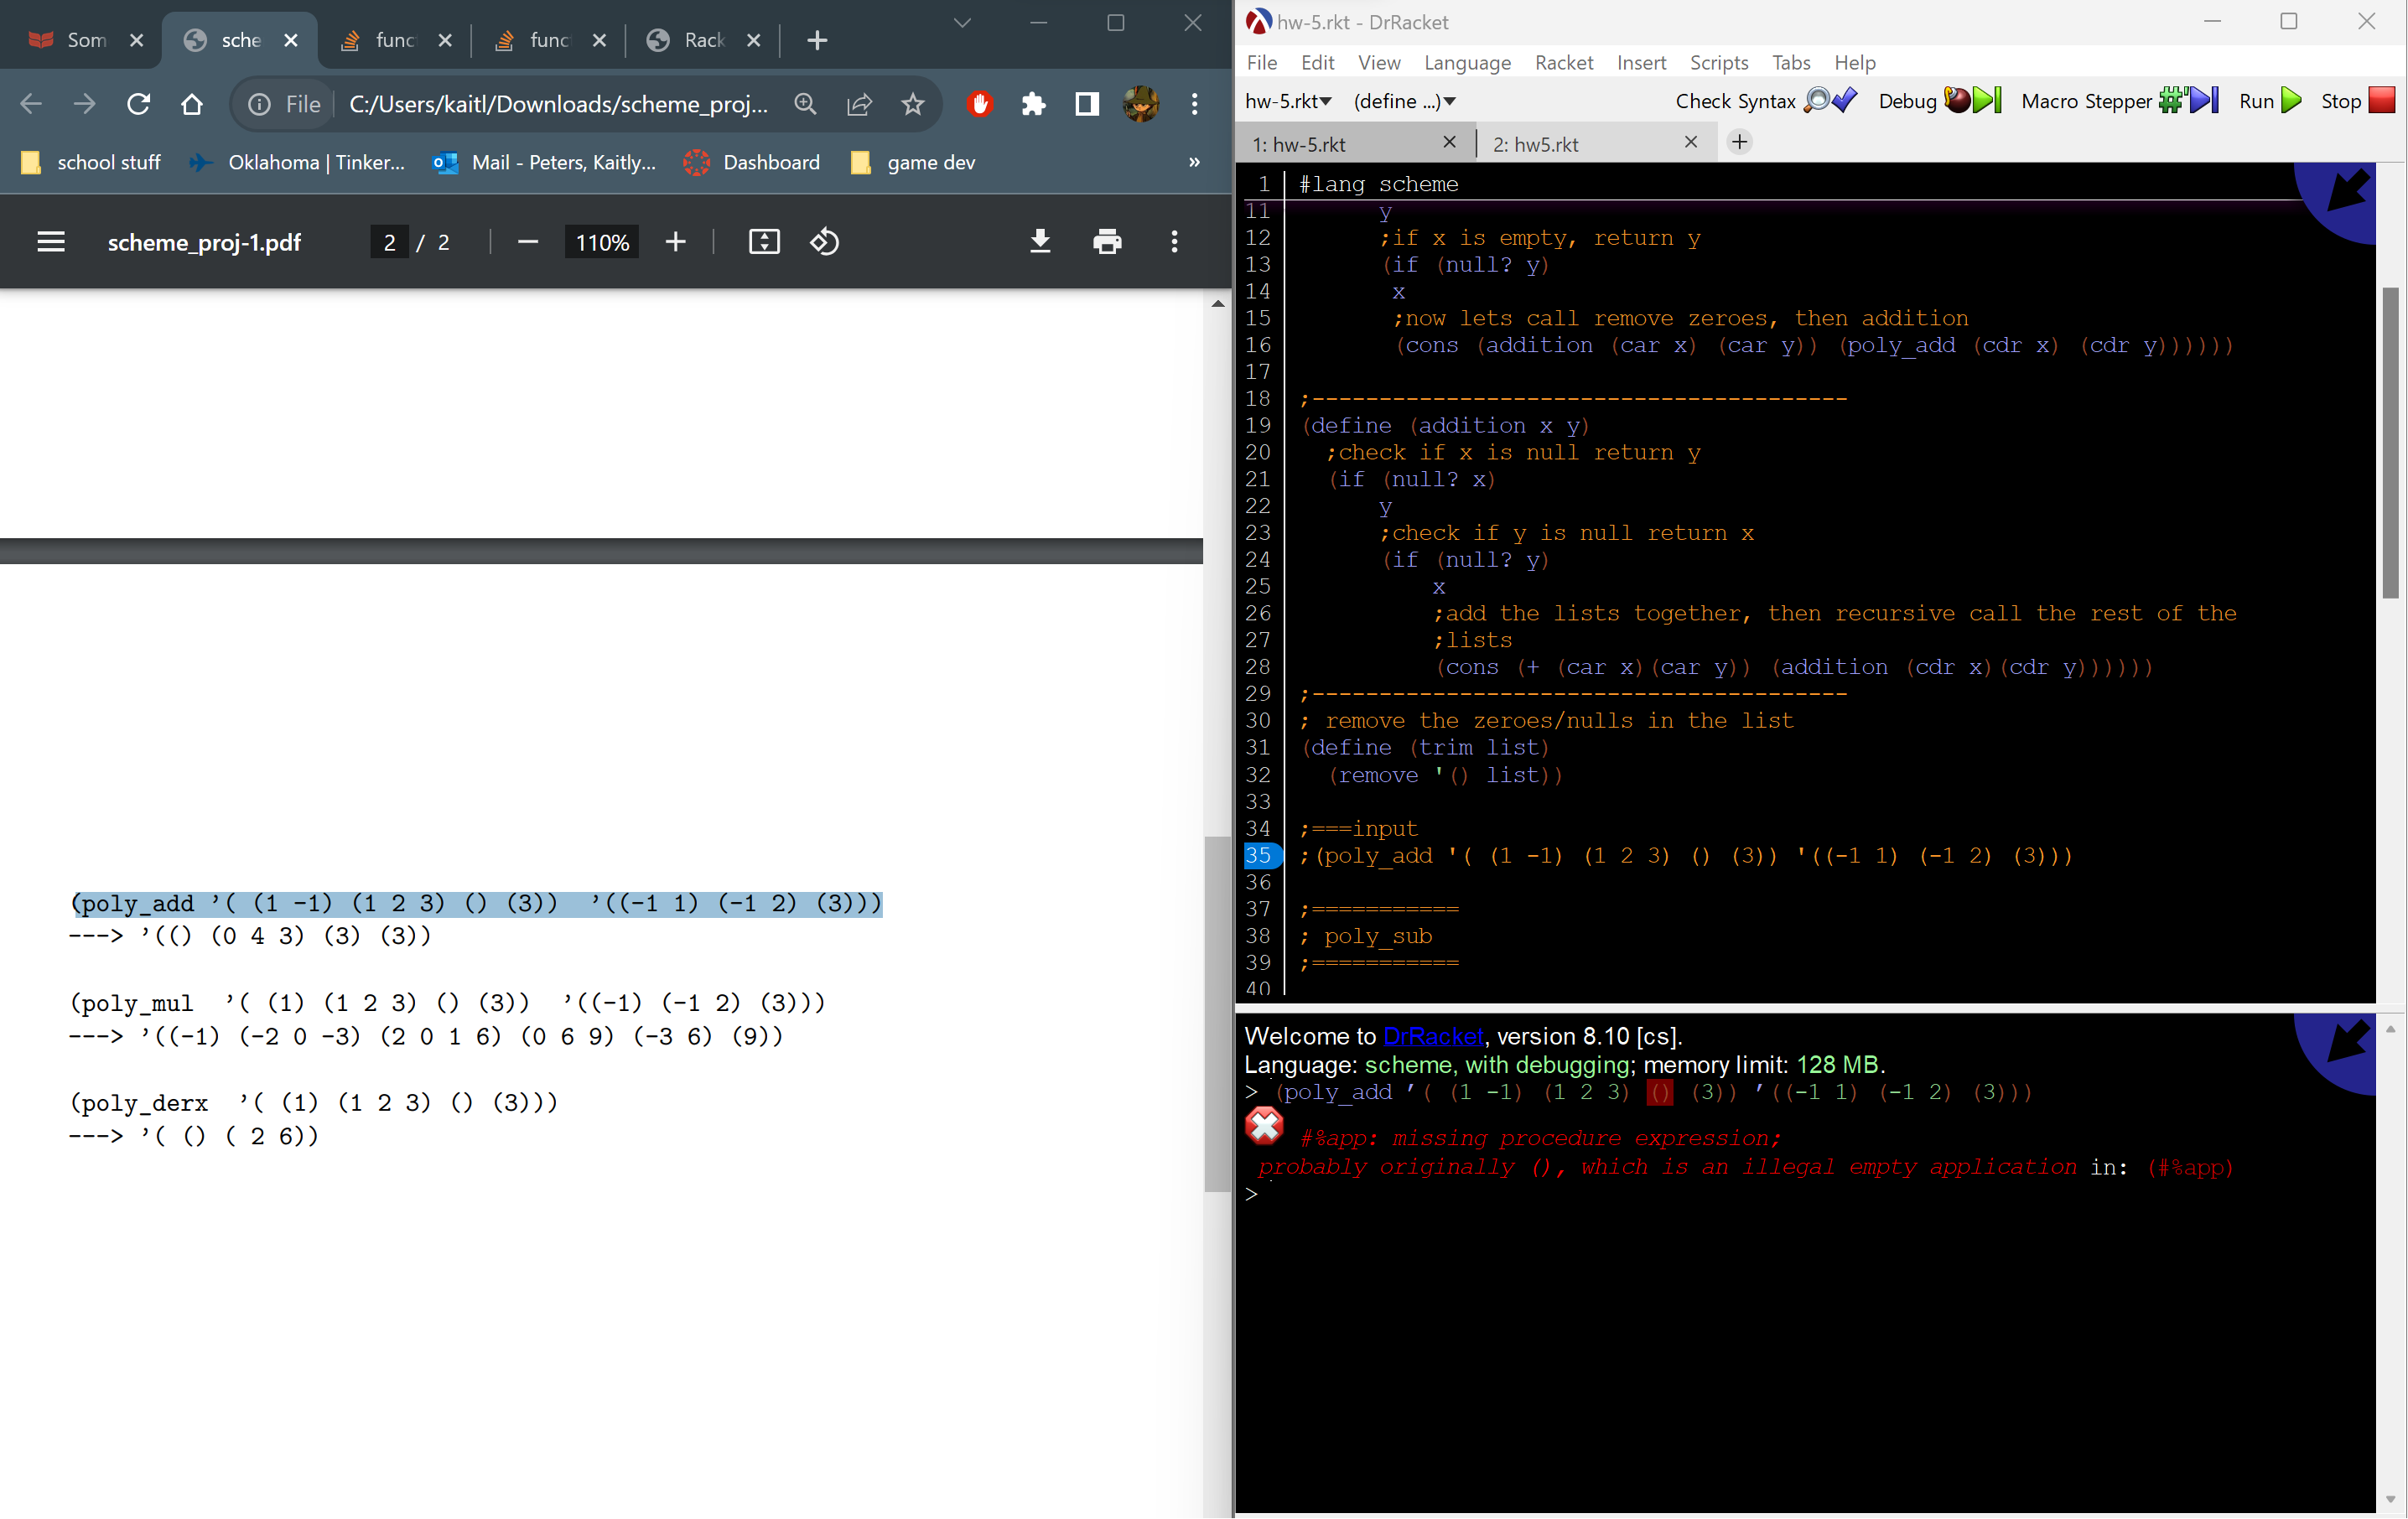 Som
sche
func
func
Rack
File
C:/Users/kaitl/Downloads/scheme_proj...
school stuff
Oklahoma | Tinker...
Mail - Peters, Kaitly...
Dashboard
game dev
»
scheme_proj-1.pdf
2 / 2
110%
(poly_add ’( (1 -1) (1 2 3) () (3))  ’((-1 1) (-1 2) (3)))
---> ’(() (0 4 3) (3) (3))
(poly_mul  ’( (1) (1 2 3) () (3))  ’((-1) (-1 2) (3)))
---> ’((-1) (-2 0 -3) (2 0 1 6) (0 6 9) (-3 6) (9))
(poly_derx  ’( (1) (1 2 3) () (3)))
---> ’( () ( 2 6))
hw-5.rkt - DrRacket
File Edit View Language Racket Insert Scripts Tabs Help
hw-5.rkt▾ (define ...)▾ Check Syntax Debug Macro Stepper Run Stop
1: hw-5.rkt
2: hw5.rkt
1 #lang scheme
11 y
12 ;if x is empty, return y
13 (if (null? y)
14 x
15 ;now lets call remove zeroes, then addition
16 (cons (addition (car x) (car y)) (poly_add (cdr x) (cdr y))))))
17
18 ;----------------------------------------
19 (define (addition x y)
20 ;check if x is null return y
21 (if (null? x)
22 y
23 ;check if y is null return x
24 (if (null? y)
25 x
26 ;add the lists together, then recursive call the rest of the
27 ;lists
28 (cons (+ (car x)(car y)) (addition (cdr x)(cdr y))))))
29 ;----------------------------------------
30 ; remove the zeroes/nulls in the list
31 (define (trim list)
32 (remove '() list))
33
34 ;===input
35 ;(poly_add '( (1 -1) (1 2 3) () (3)) '((-1 1) (-1 2) (3)))
36
37 ;===========
38 ; poly_sub
39 ;===========
40
Welcome to DrRacket, version 8.10 [cs].
Language: scheme, with debugging; memory limit: 128 MB.
> (poly_add ’( (1 -1) (1 2 3) () (3)) ’((-1 1) (-1 2) (3)))
#%app: missing procedure expression;
probably originally (), which is an illegal empty application in: (#%app)
>